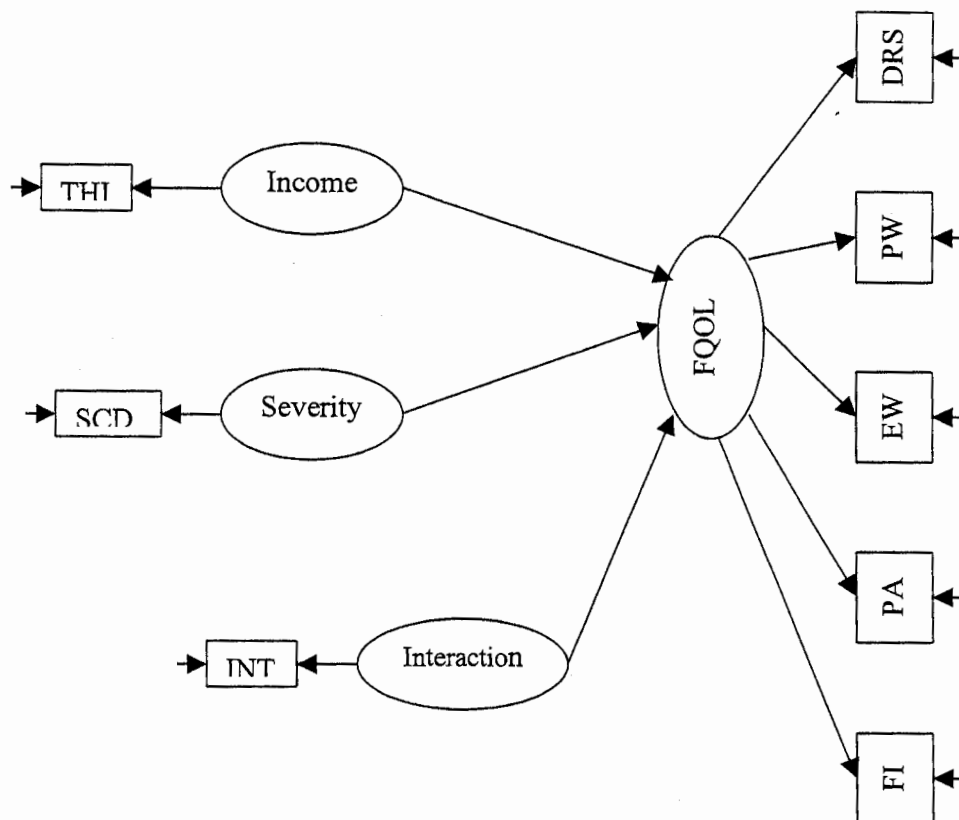 DRS
Income
THI
PW
FQOL
Severity
SCD
EW
PA
Interaction
INT
FI